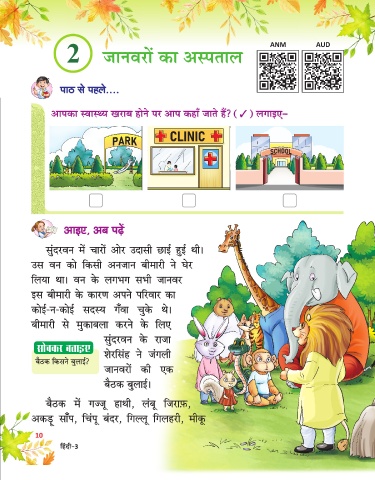 2
जानवरों का अस्पताल
ANM
AUD
पाठ से पहले....
आपका स्वास्थ्य खराब होने पर आप कहाँ जाते हैं? (✓) लगाइए–
PARK
CLINIC
SCHOOL
आइए, अब पढ़ें
सुंदरवन में चारों ओर उदासी छाई हुई थी।
उस वन को किसी अनजान बीमारी ने घेर
लिया था। वन के लगभग सभी जानवर
इस बीमारी के कारण अपने परिवार का
कोई-न-कोई सदस्य गँवा चुके थे।
बीमारी से मुकाबला करने के लिए
सुंदरवन के राजा
शेरसिंह ने जंगली
जानवरों की एक
बैठक बुलाई।
सोचकर बताइए
बैठक किसने बुलाई?
बैठक में गज्जू हाथी, लंबू जिराफ़,
अकड़ू साँप, चिंपू बंदर, गिल्लू गिलहरी, मीकू
10
हिंदी-3